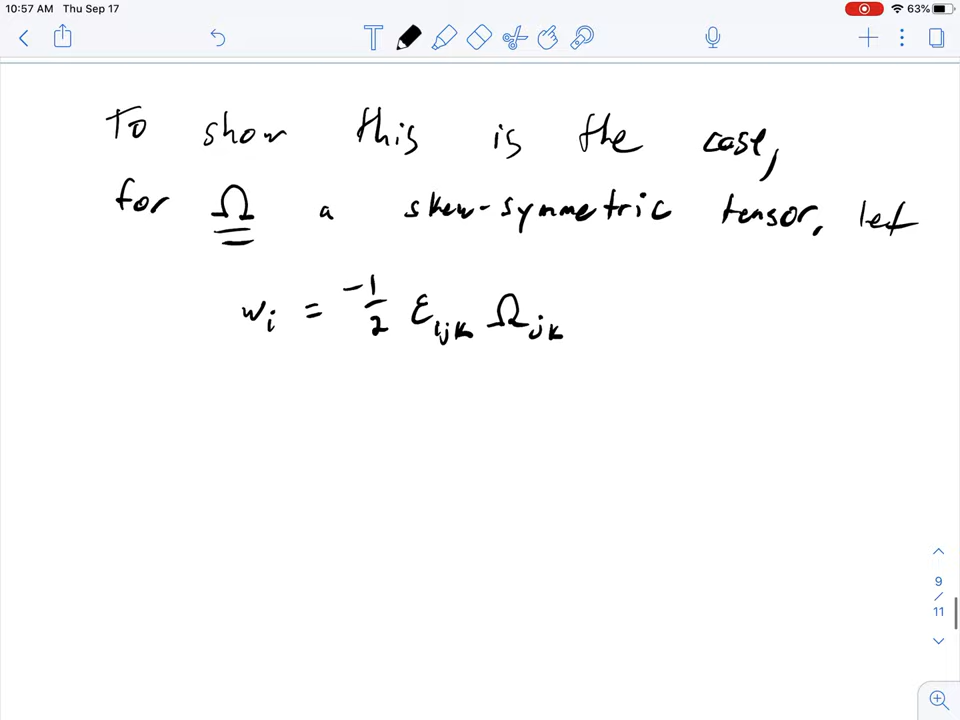 10:57 AM Thu Sep 17
63%
T
To show this is the case,
for Ω a skew-symmetric tensor, let
wᵢ = -1/2 εᵢⱼₖ Ωⱼₖ
9
/
11